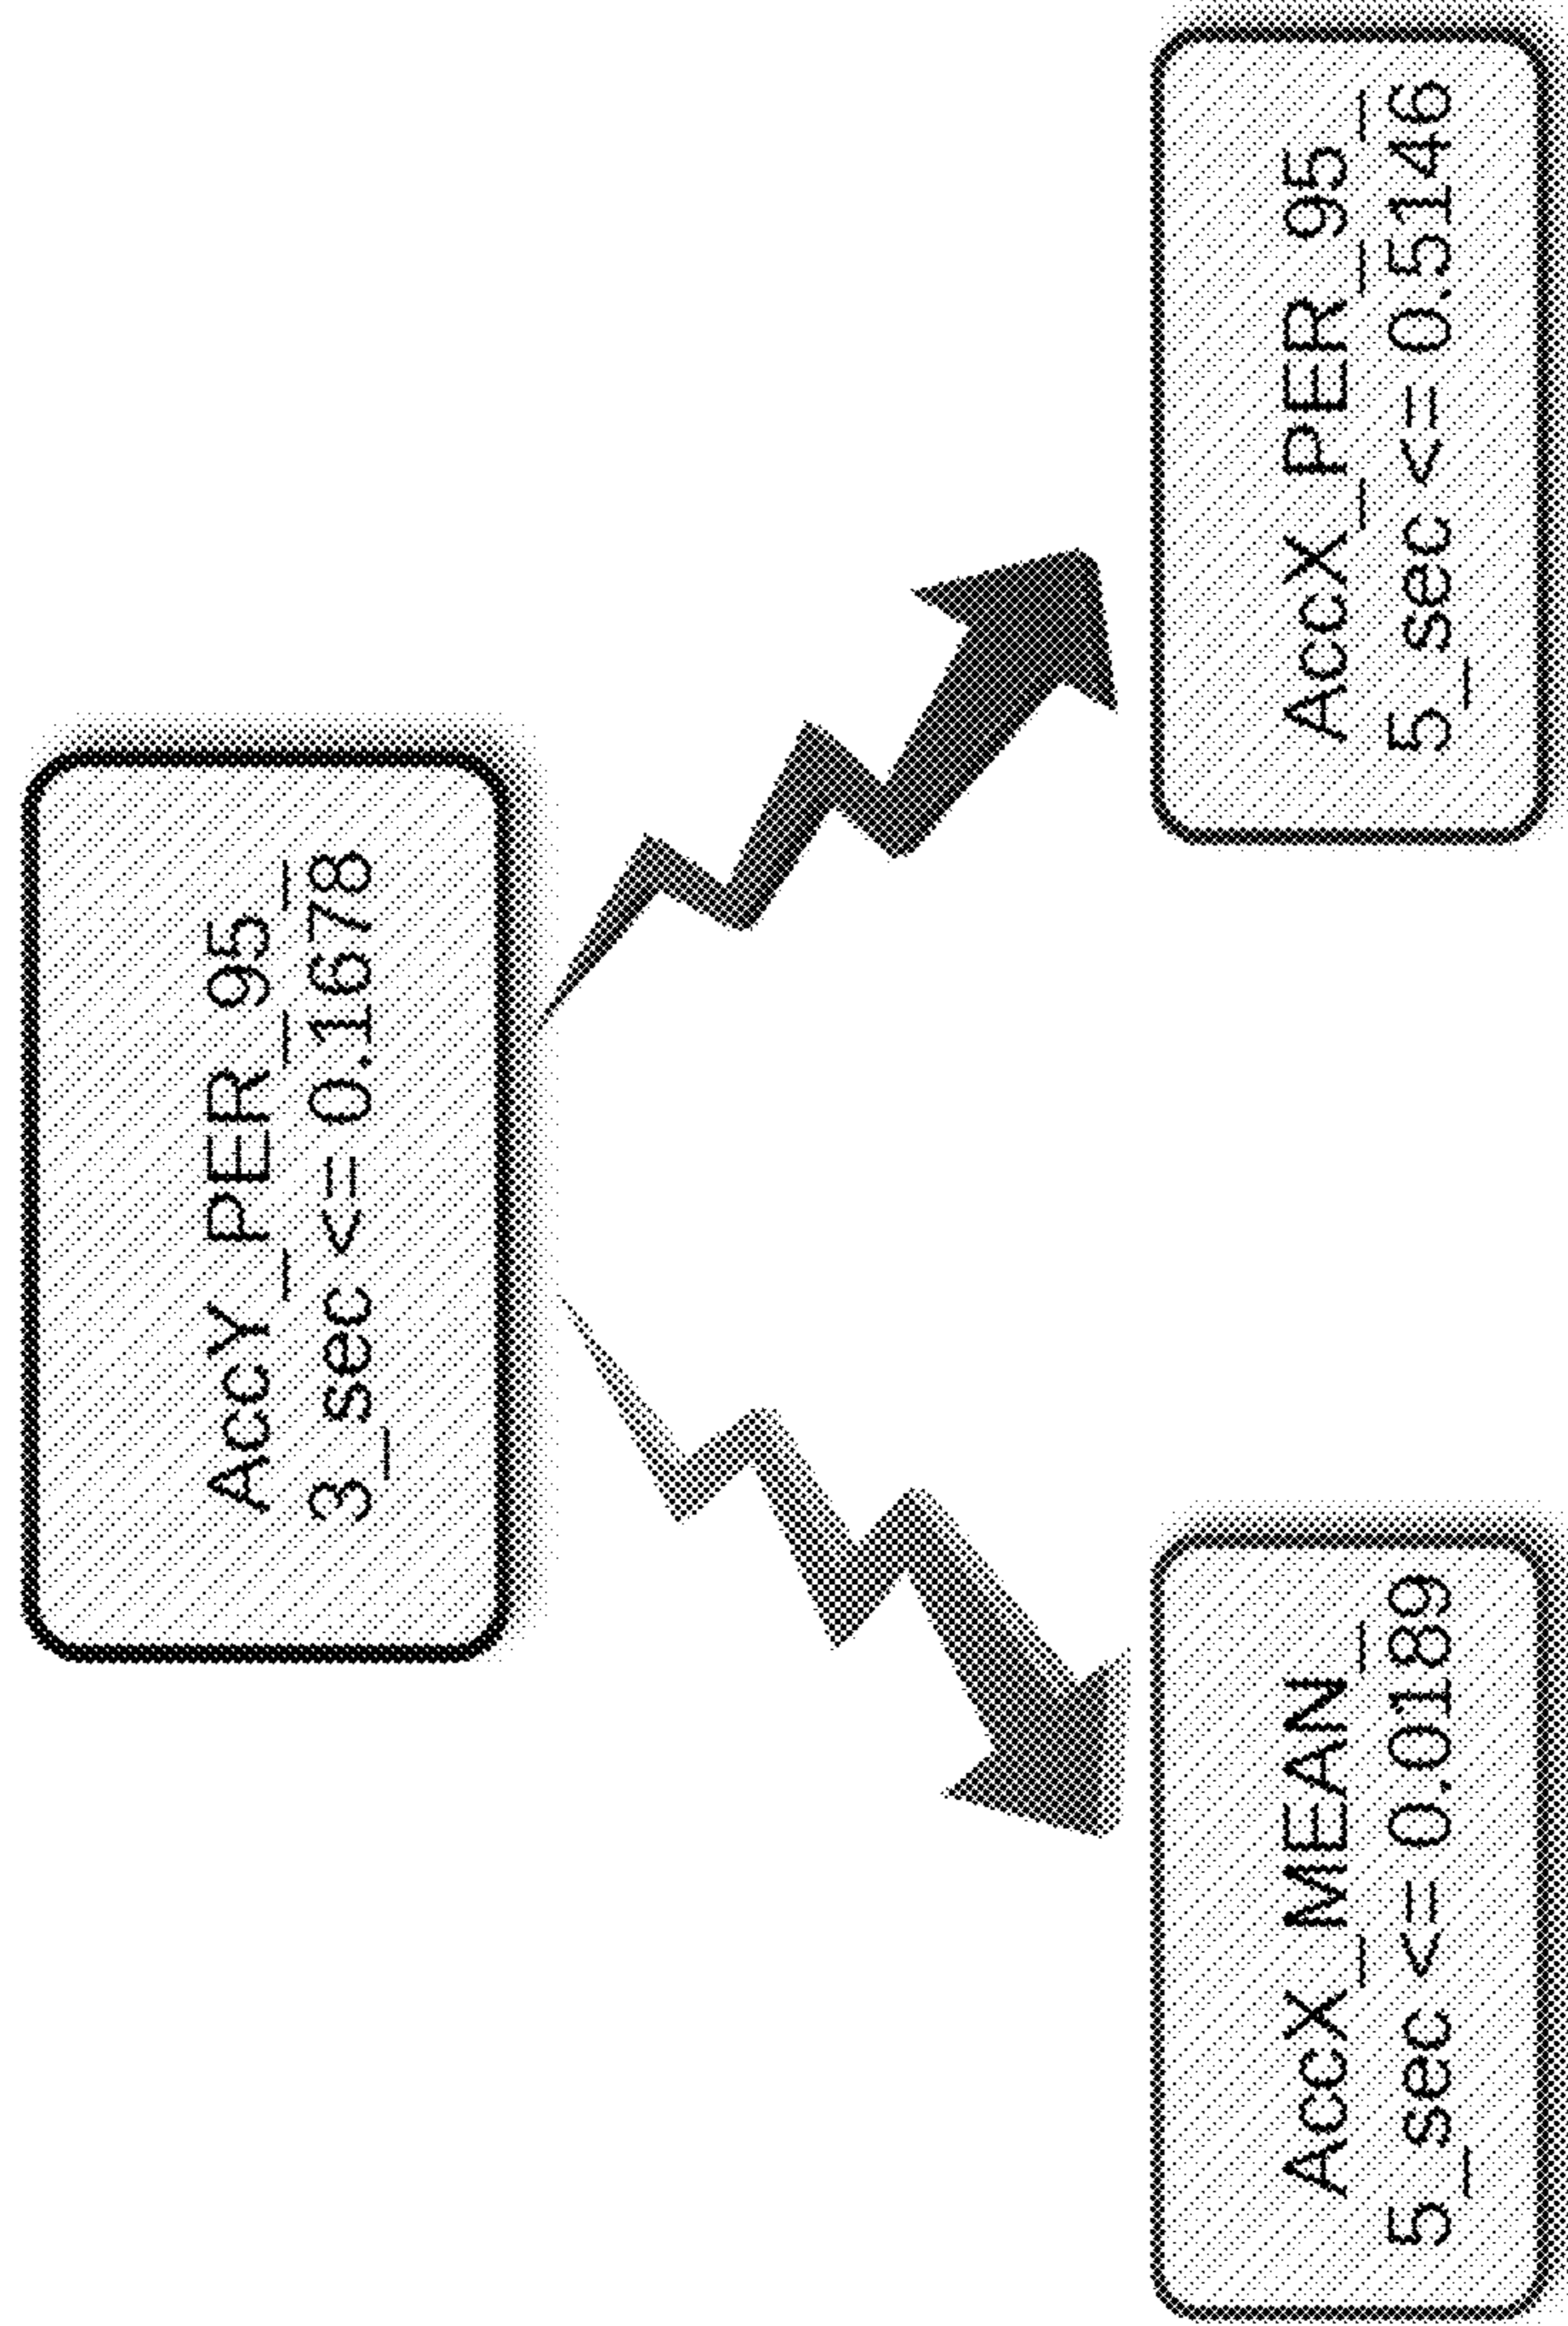 AccY_PER_95_
3_sec <= 0.1678
AccX_MEAN_
5_sec <= 0.0189
AccX_PER_95_
5_sec <= 0.5146